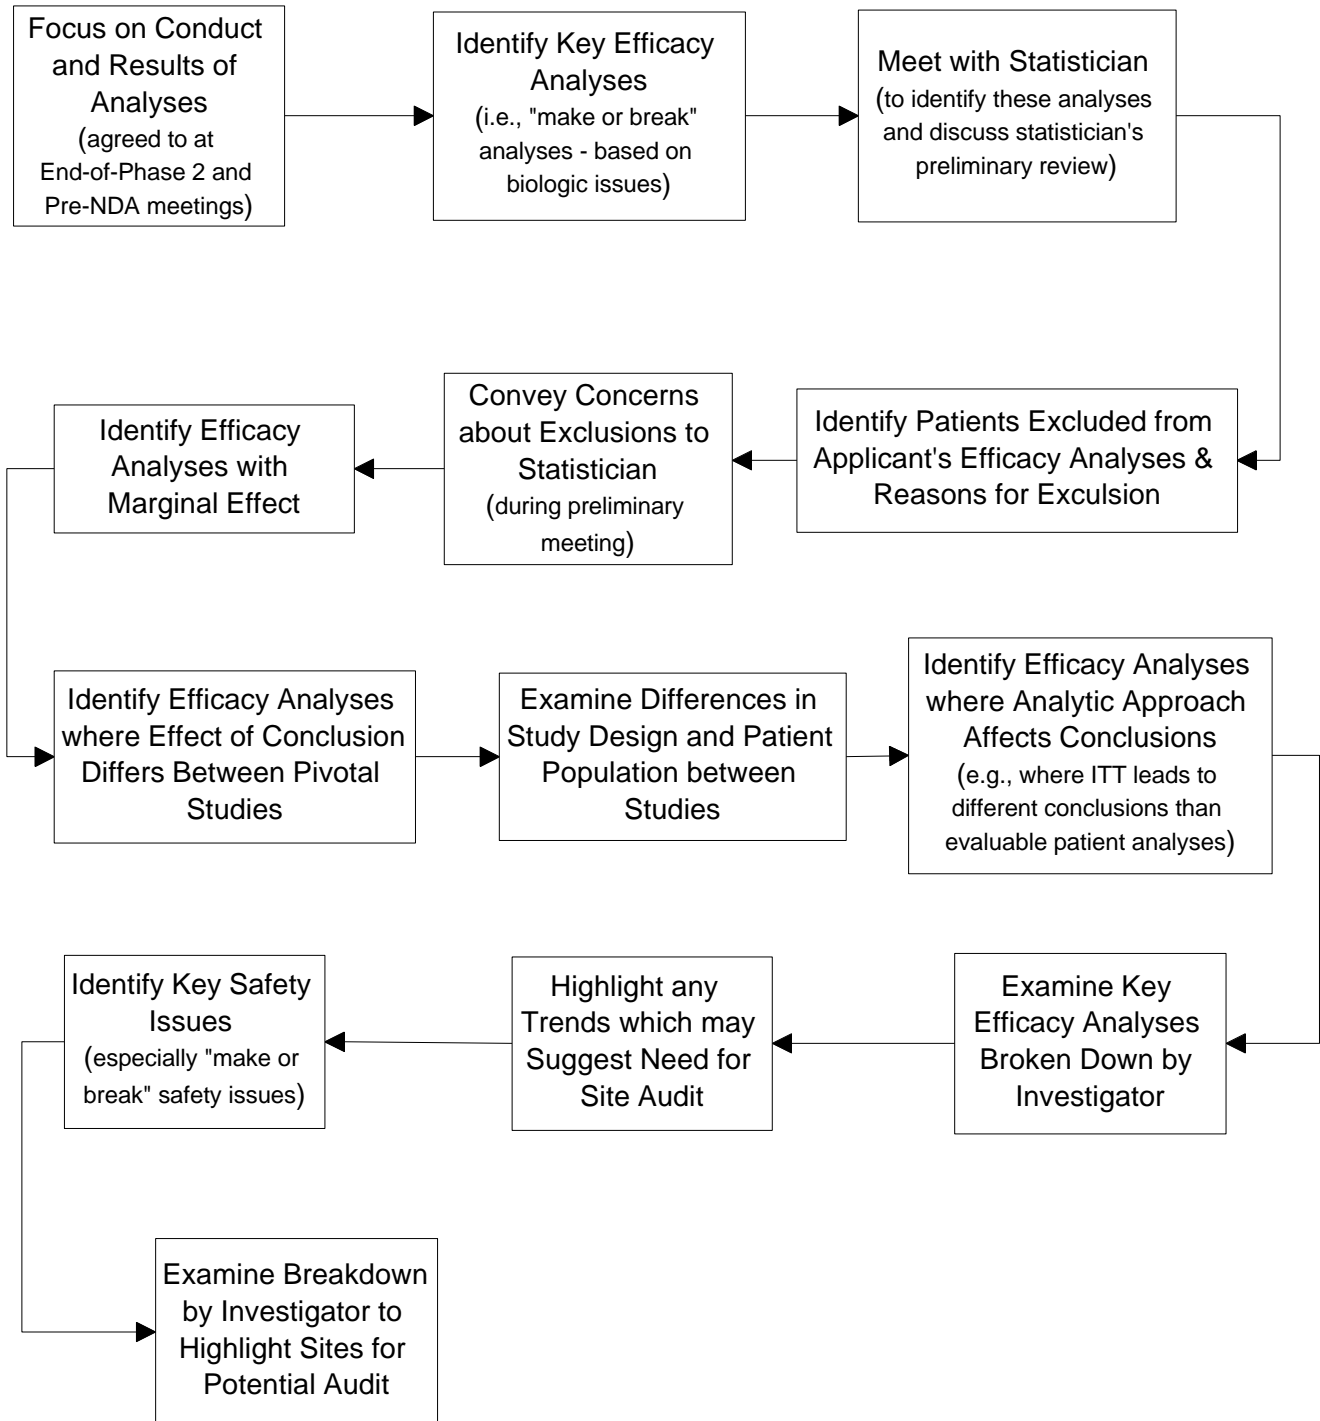 Focus on Conduct
and Results of
Analyses
(agreed to at
End-of-Phase 2 and
Pre-NDA meetings)
Identify Key Efficacy
Analyses
(i.e., "make or break"
analyses - based on
biologic issues)
Meet with Statistician
(to identify these analyses
and discuss statistician's
preliminary review)
Identify Patients Excluded from
Applicant's Efficacy Analyses &
Reasons for Exculsion
Convey Concerns
about Exclusions to
Statistician
(during preliminary
meeting)
Identify Efficacy
Analyses with
Marginal Effect
Identify Efficacy Analyses
where Effect of Conclusion
Differs Between Pivotal
Studies
Examine Differences in
Study Design and Patient
Population between
Studies
Identify Efficacy Analyses
where Analytic Approach
Affects Conclusions
(e.g., where ITT leads to
different conclusions than
evaluable patient analyses)
Examine Key
Efficacy Analyses
Broken Down by
Investigator
Highlight any
Trends which may
Suggest Need for
Site Audit
Identify Key Safety
Issues
(especially "make or
break" safety issues)
Examine Breakdown
by Investigator to
Highlight Sites for
Potential Audit